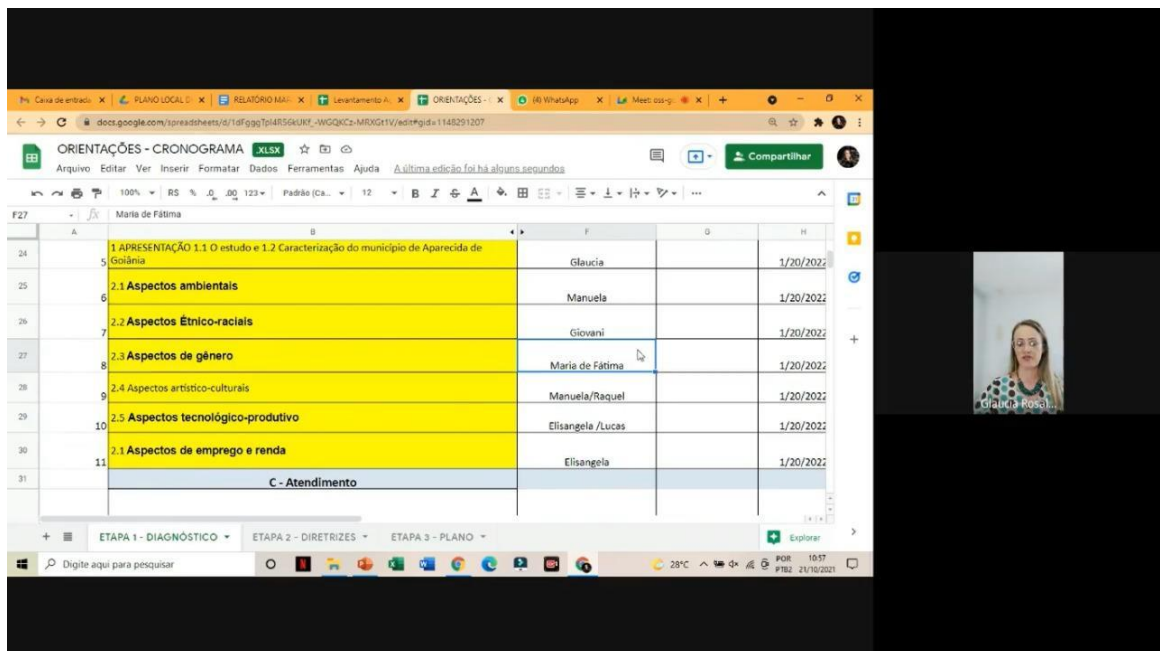 Caixa de entrada
PLANO LOCAL D
RELATÓRIO MAR
Levantamento A
ORIENTAÇÕES - C
(4) WhatsApp
Meet: oss-g
docs.google.com/spreadsheets/d/
ORIENTAÇÕES - CRONOGRAMA .XLSX
Compartilhar
Arquivo Editar Ver Inserir Formatar Dados Ferramentas Ajuda A última edição foi há alguns segundos
100% R$ % .0 .00 123 Padrão (Ca... 12 B I S A
F27 fx Maria de Fátima
A B F G H
24 5 1 APRESENTAÇÃO 1.1 O estudo e 1.2 Caracterização do município de Aparecida de
Goiânia Glaucia 1/20/2022
25 6 2.1 Aspectos ambientais Manuela 1/20/2022
26 7 2.2 Aspectos Étnico-raciais Giovani 1/20/2022
27 8 2.3 Aspectos de gênero Maria de Fátima 1/20/2022
28 9 2.4 Aspectos artístico-culturais Manuela/Raquel 1/20/2022
29 10 2.5 Aspectos tecnológico-produtivo Elisangela /Lucas 1/20/2022
30 11 2.1 Aspectos de emprego e renda Elisangela 1/20/2022
31 C - Atendimento
ETAPA 1 - DIAGNÓSTICO ETAPA 2 - DIRETRIZES ETAPA 3 - PLANO Explorar
Digite aqui para pesquisar 28°C POR 10:57
PTB2 21/10/2021
Glaucia Rosal...